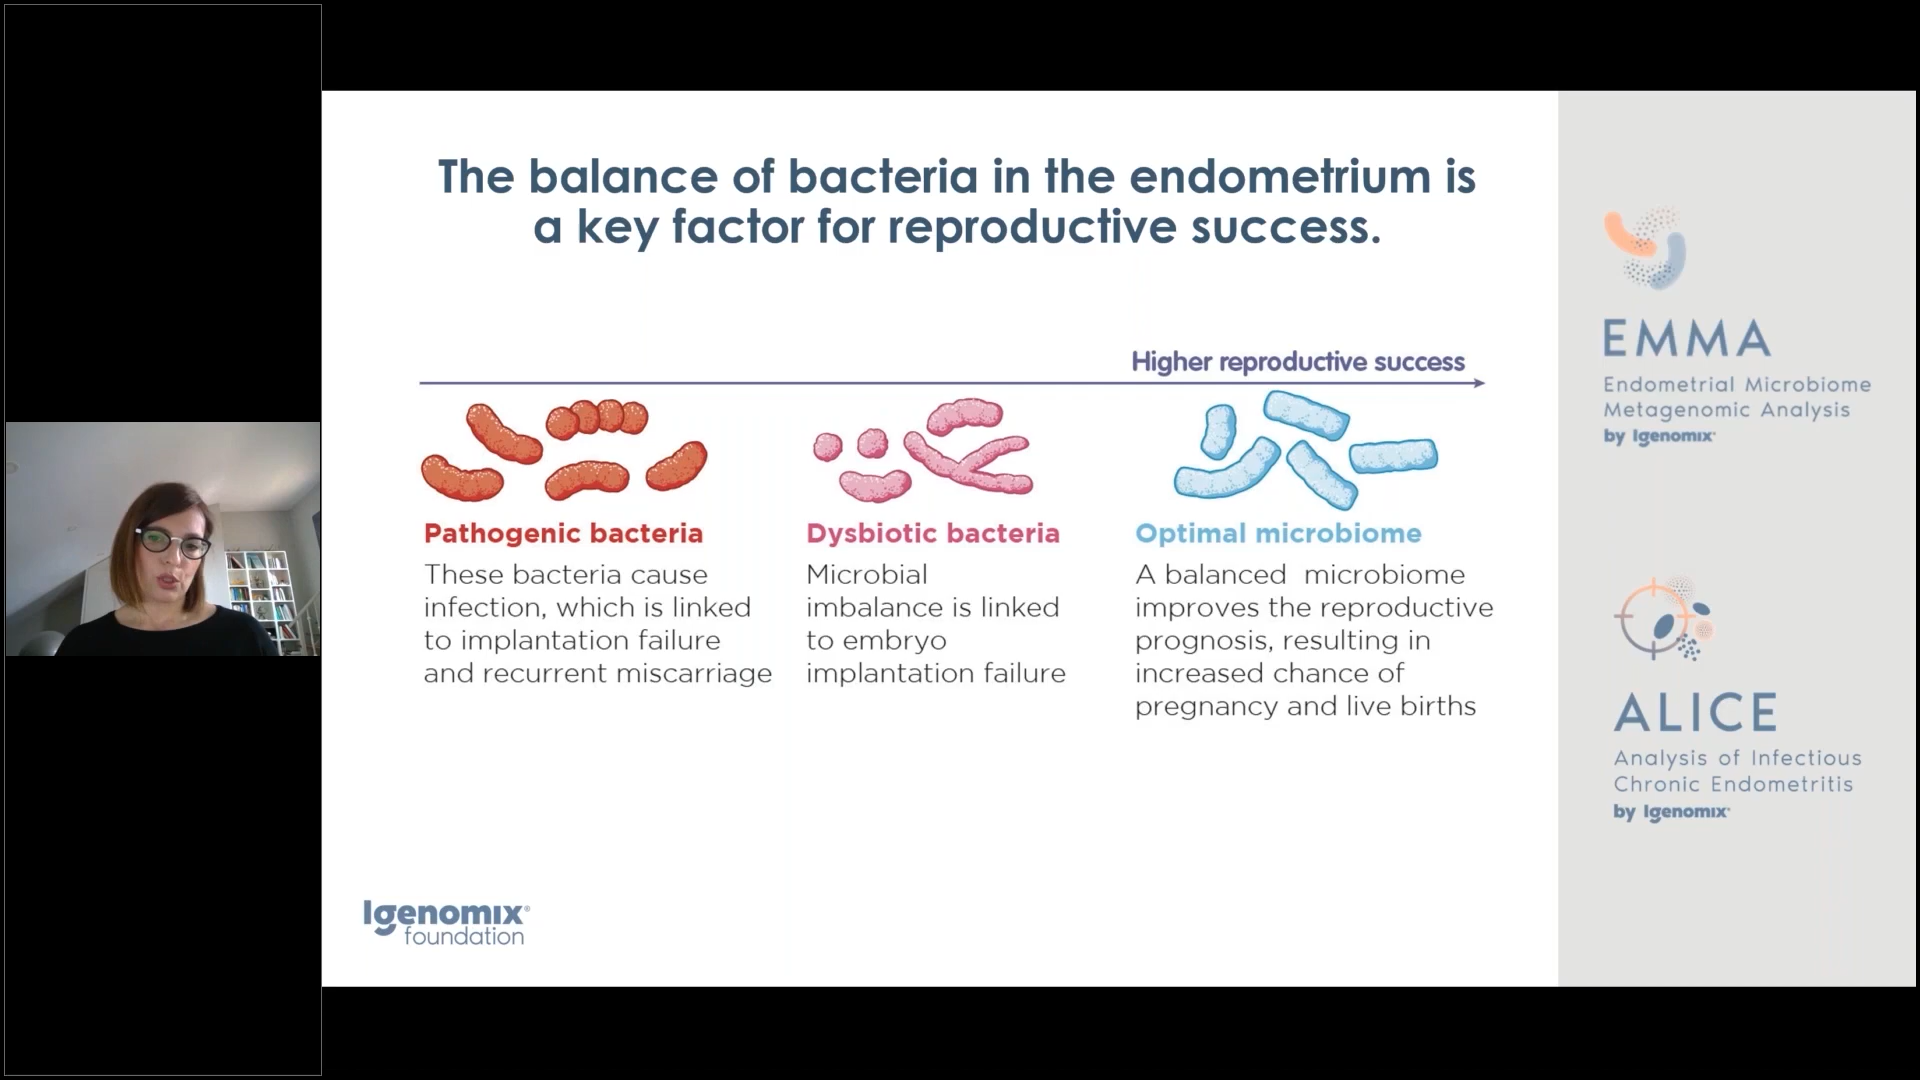 The balance of bacteria in the endometrium is
a key factor for reproductive success.
Higher reproductive success
Pathogenic bacteria
These bacteria cause
infection, which is linked
to implantation failure
and recurrent miscarriage
Dysbiotic bacteria
Microbial
imbalance is linked
to embryo
implantation failure
Optimal microbiome
A balanced microbiome
improves the reproductive
prognosis, resulting in
increased chance of
pregnancy and live births
Igenomix®
foundation
EMMA
Endometrial Microbiome
Metagenomic Analysis
by Igenomix®
ALICE
Analysis of Infectious
Chronic Endometritis
by Igenomix®